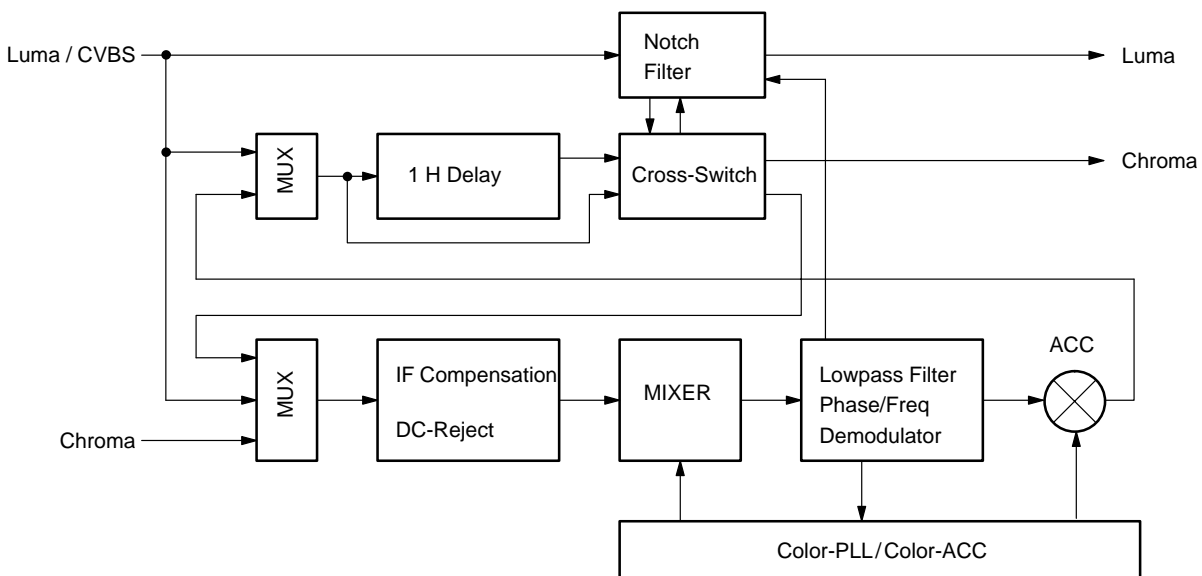 Luma / CVBS
Notch
Filter
Luma
MUX
1 H Delay
Cross-Switch
Chroma
ACC
MUX
IF Compensation
DC-Reject
MIXER
Lowpass Filter
Phase/Freq
Demodulator
Chroma
Color-PLL/Color-ACC